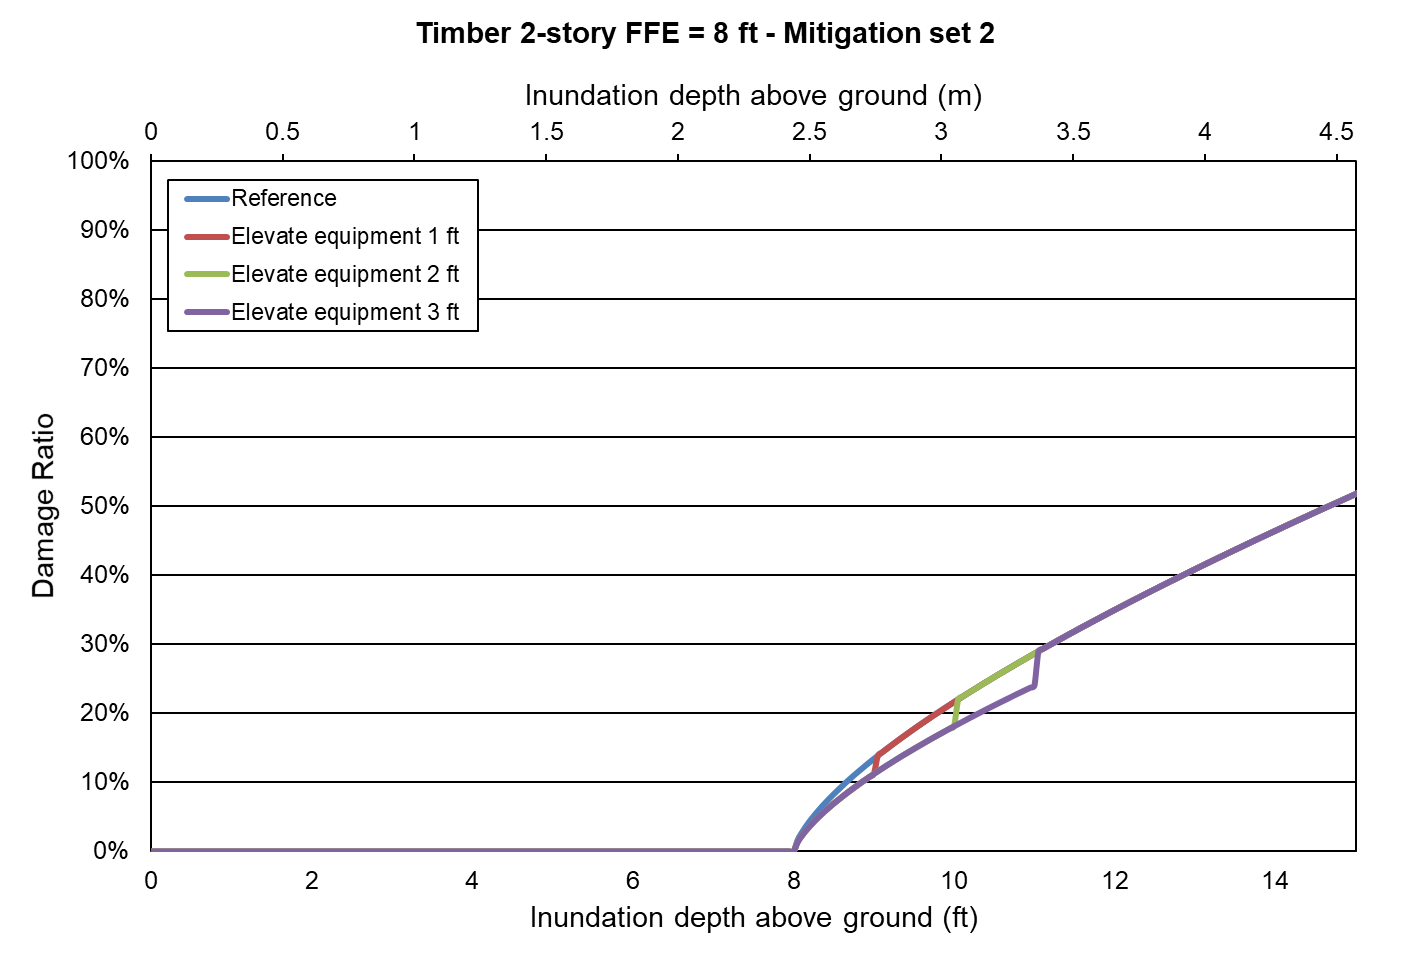 Timber 2-story FFE = 8 ft - Mitigation set 2
Inundation depth above ground (m)
0 0.5 1 1.5 2 2.5 3 3.5 4 4.5
100%
90%
80%
70%
60%
50%
40%
30%
20%
10%
0%
Damage Ratio
Reference
Elevate equipment 1 ft
Elevate equipment 2 ft
Elevate equipment 3 ft
0 2 4 6 8 10 12 14
Inundation depth above ground (ft)